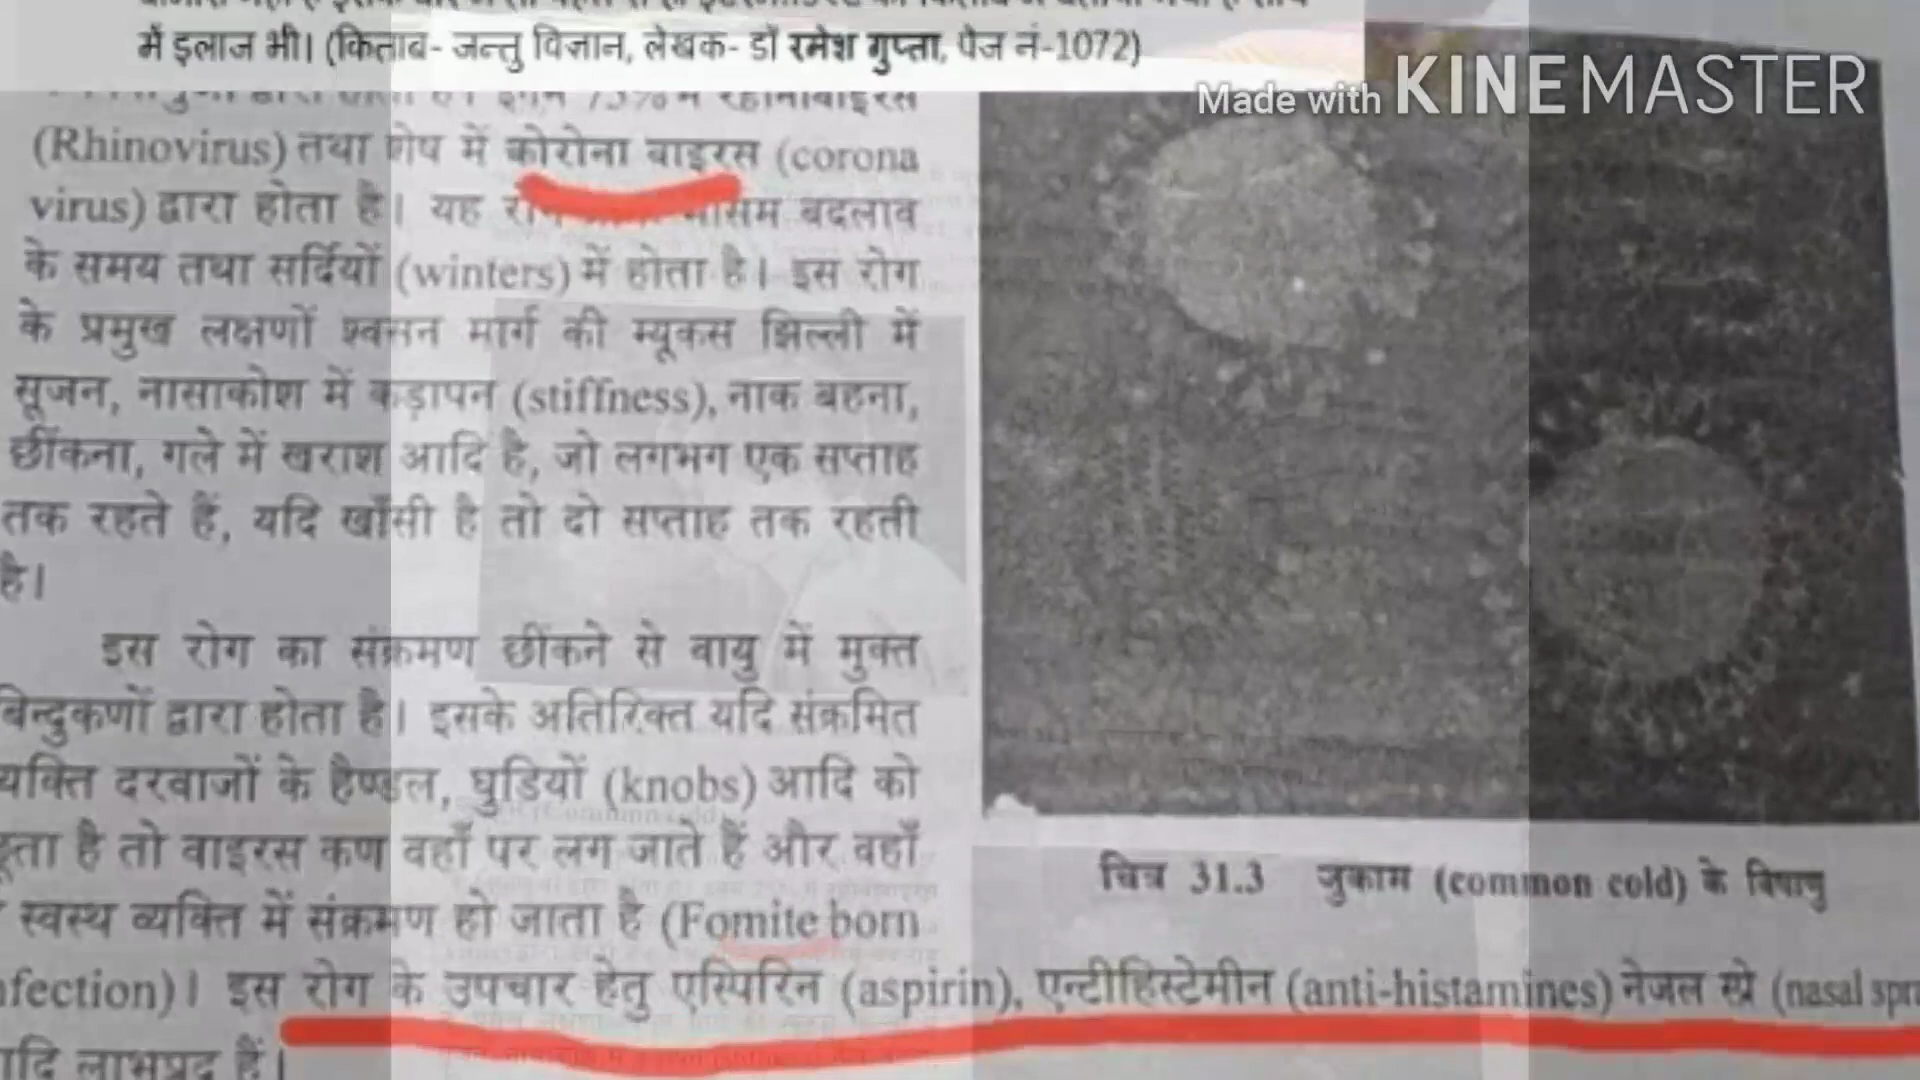 में इलाज भी। (किताब- जन्तु विज्ञान, लेखक- डॉ रमेश गुप्ता, पेज नं-1072)
Made with KINEMASTER
(Rhinovirus) तथा शेष में कोरोना वाइरस (corona
virus) द्वारा होता है। यह बदलाव
के समय तथा सर्दियों (winters) में होता है। इस रोग
के प्रमुख लक्षणों श्वसन मार्ग की म्यूकस झिल्ली में
सूजन, नासाकोश में कड़ापन (stiffness), नाक बहना,
छींकना, गले में खराश आदि है, जो लगभग एक सप्ताह
तक रहते हैं, यदि खाँसी है तो दो सप्ताह तक रहती
है।
इस रोग का संक्रमण छींकने से वायु में मुक्त
बिन्दुकणों द्वारा होता है। इसके अतिरिक्त यदि संक्रमित
व्यक्ति दरवाजों के हैण्डल, घुडियों (knobs) आदि को
है तो वाइरस कण वहाँ पर लग जाते हैं और वहाँ
स्वस्थ व्यक्ति में संक्रमण हो जाता है (Fomite born
nfection)। इस रोग के उपचार हेतु एस्पिरिन (aspirin), एन्टीहिस्टेमीन (anti-histamines) नेजल स्प्रे (nasal spra
लाभप्रद हैं।
चित्र 31.3 जुकाम (common cold) के विषाणु